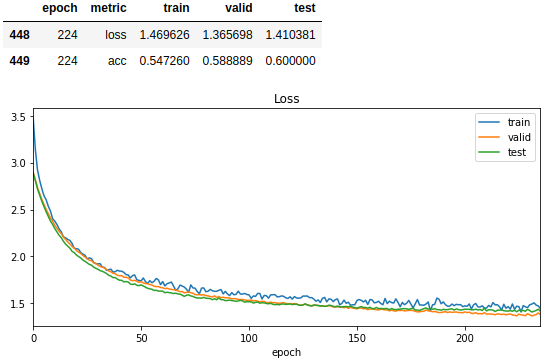 epoch metric train valid test
448 224 loss 1.469626 1.365698 1.410381
449 224 acc 0.547260 0.588889 0.600000
Loss
train
valid
test
3.5
3.0
2.5
2.0
1.5
0 50 100 150 200
epoch